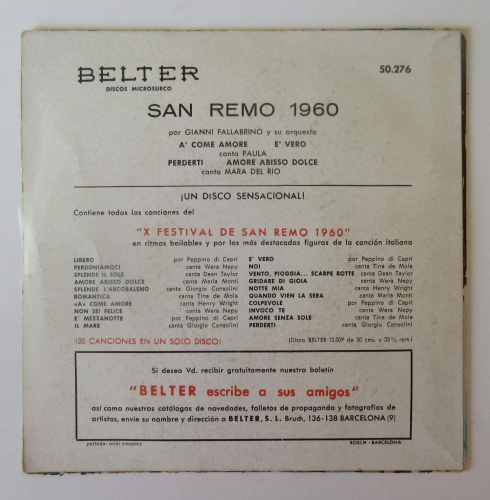 BELTER
DISCOS MICROSURCO
50.276
SAN REMO 1960
por GIANNI FALLABRINO y su orquesta
A' COME AMORE E' VERO
canta PAULA
PERDERTI AMORE ABISSO DOLCE
canta MARA DEL RIO
¡UN DISCO SENSACIONAL!
Contiene todas las canciones del
"X FESTIVAL DE SAN REMO 1960"
en ritmos bailables y por las más destacadas figuras de la canción italiana
LIBERO por Peppino di Capri
PERDONIAMOCI canta Wera Nepy
SPLENDE IL SOLE canta Dean Taylor
AMORE ABISSO DOLCE canta Maria Monti
SPLENDE L'ARCOBALENO canta Giorgio Consolini
ROMANTICA canta Tina de Mola
«A» COME AMORE canta Henry Wright
NON SEI FELICE canta Wera Nepy
E' MEZZANOTTE por Peppino di Capri
IL MARE canta Giorgio Consolini
E' VERO por Peppino di Capri
NOI canta Tina de Mola
VENTO, PIOGGIA... SCARPE ROTTE canta Dean Taylor
GRIDARE DI GIOIA canta Wera Nepy
NOTTE MIA canta Henry Wright
QUANDO VIEN LA SERA canta Maria Monti
COLPEVOLE por Peppino di Capri
INVOCO TE canta Wera Nepy
AMORE SENZA SOLE canta Tina de Mola
PERDERTI canta Giorgio Consolini
(20 CANCIONES EN UN SOLO DISCO)
(Disco BELTER 12.009 de 30 cms. y 33⅓ rpm.)
Si desea Vd. recibir gratuitamente nuestro boletín
"BELTER escribe a sus amigos"
así como nuestros catálogos de novedades, folletos de propaganda y fotografías de
artistas, envíe su nombre y dirección a BELTER, S. L. Bruch, 136-138 BARCELONA (9)
portada: oriol maspons
BOSCH - BARCELONA